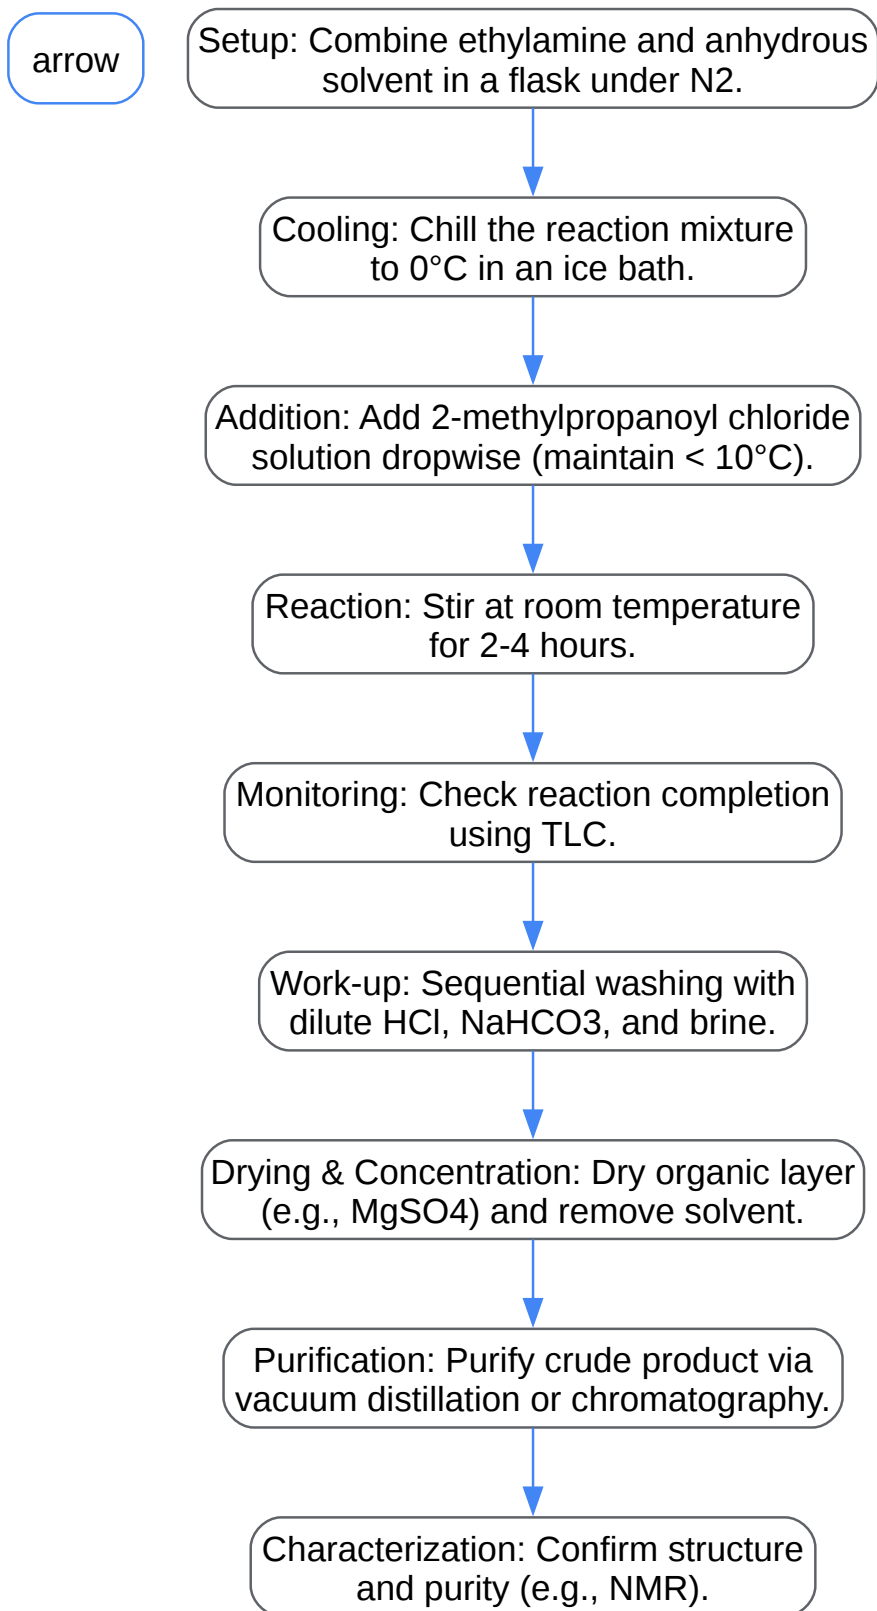 arrow
Setup: Combine ethylamine and anhydrous
solvent in a flask under N2.
Cooling: Chill the reaction mixture
to 0°C in an ice bath.
Addition: Add 2-methylpropanoyl chloride
solution dropwise (maintain < 10°C).
Reaction: Stir at room temperature
for 2-4 hours.
Monitoring: Check reaction completion
using TLC.
Work-up: Sequential washing with
dilute HCl, NaHCO3, and brine.
Drying & Concentration: Dry organic layer
(e.g., MgSO4) and remove solvent.
Purification: Purify crude product via
vacuum distillation or chromatography.
Characterization: Confirm structure
and purity (e.g., NMR).